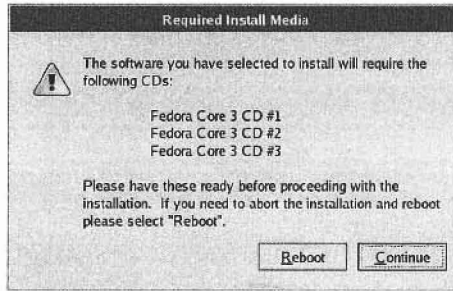 Required Install Media
The software you have selected to install will require the
following CDs:
Fedora Core 3 CD #1
Fedora Core 3 CD #2
Fedora Core 3 CD #3
Please have these ready before proceeding with the
installation. If you need to abort the installation and reboot
please select "Reboot".
Reboot
Continue